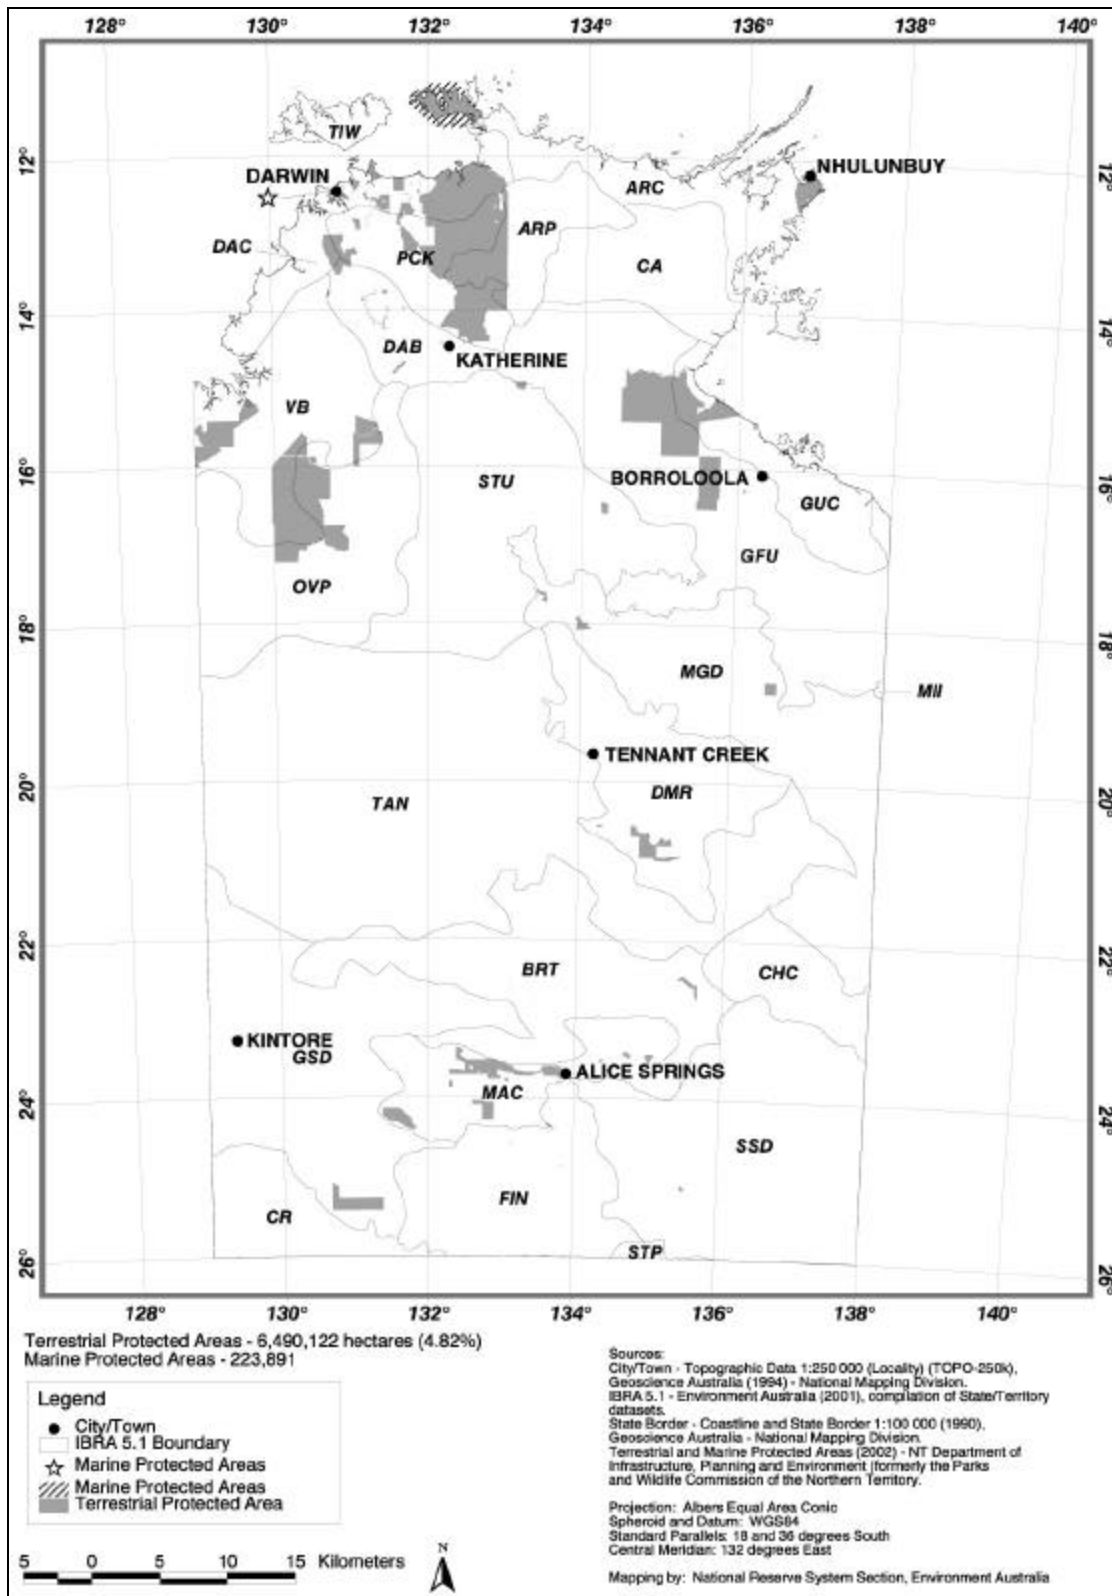 128° 130° 132° 134° 136° 138° 140°
TIW
12° DARWIN NHULUNBUY 12°
ARC
DAC PCK ARP CA
14° 14°
DAB KATHERINE
VB
16° STU BORROLOOLA GUC 16°
GFU
OVP
18° 18°
MGD MII
TENNANT CREEK
20° TAN DMR 20°
22° BRT CHC 22°
KINTORE
GSD ALICE SPRINGS
24° MAC 24°
SSD
FIN
CR
26° STP 26°
128° 130° 132° 134° 136° 138° 140°
Terrestrial Protected Areas - 6,490,122 hectares (4.82%)
Marine Protected Areas - 223,891
Legend
City/Town
IBRA 5.1 Boundary
Marine Protected Areas
Marine Protected Areas
Terrestrial Protected Area
5 0 5 10 15 Kilometers
N
Sources:
City/Town - Topographic Data 1:250 000 (Locality) (TOPO-250k),
Geoscience Australia (1994) - National Mapping Division.
IBRA 5.1 - Environment Australia (2001), compilation of State/Territory
datasets.
State Border - Coastline and State Border 1:100 000 (1990),
Geoscience Australia - National Mapping Division.
Terrestrial and Marine Protected Areas (2002) - NT Department of
Infrastructure, Planning and Environment (formerly the Parks
and Wildlife Commission of the Northern Territory.
Projection: Albers Equal Area Conic
Spheroid and Datum: WGS84
Standard Parallels: 18 and 36 degrees South
Central Meridian: 132 degrees East
Mapping by: National Reserve System Section, Environment Australia